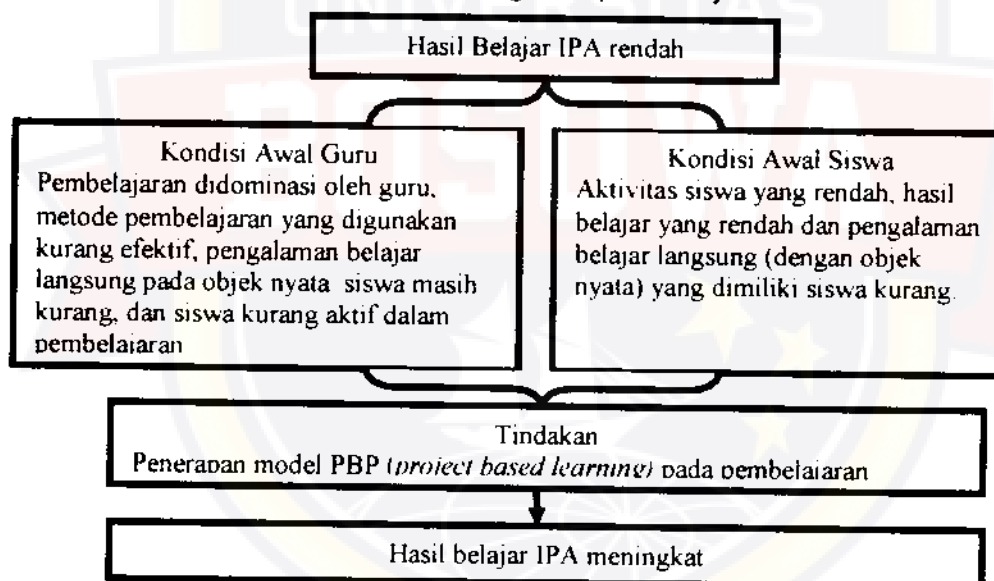 UNIVERSITAS
BOSOWA
Hasil Belajar IPA rendah
Kondisi Awal Guru
Pembelajaran didominasi oleh guru,
metode pembelajaran yang digunakan
kurang efektif, pengalaman belajar
langsung pada objek nyata siswa masih
kurang, dan siswa kurang aktif dalam
pembelajaran
Kondisi Awal Siswa
Aktivitas siswa yang rendah, hasil
belajar yang rendah dan pengalaman
belajar langsung (dengan objek
nyata) yang dimiliki siswa kurang.
Tindakan
Penerapan model PBP (project based learning) pada pembelajaran
Hasil belajar IPA meningkat